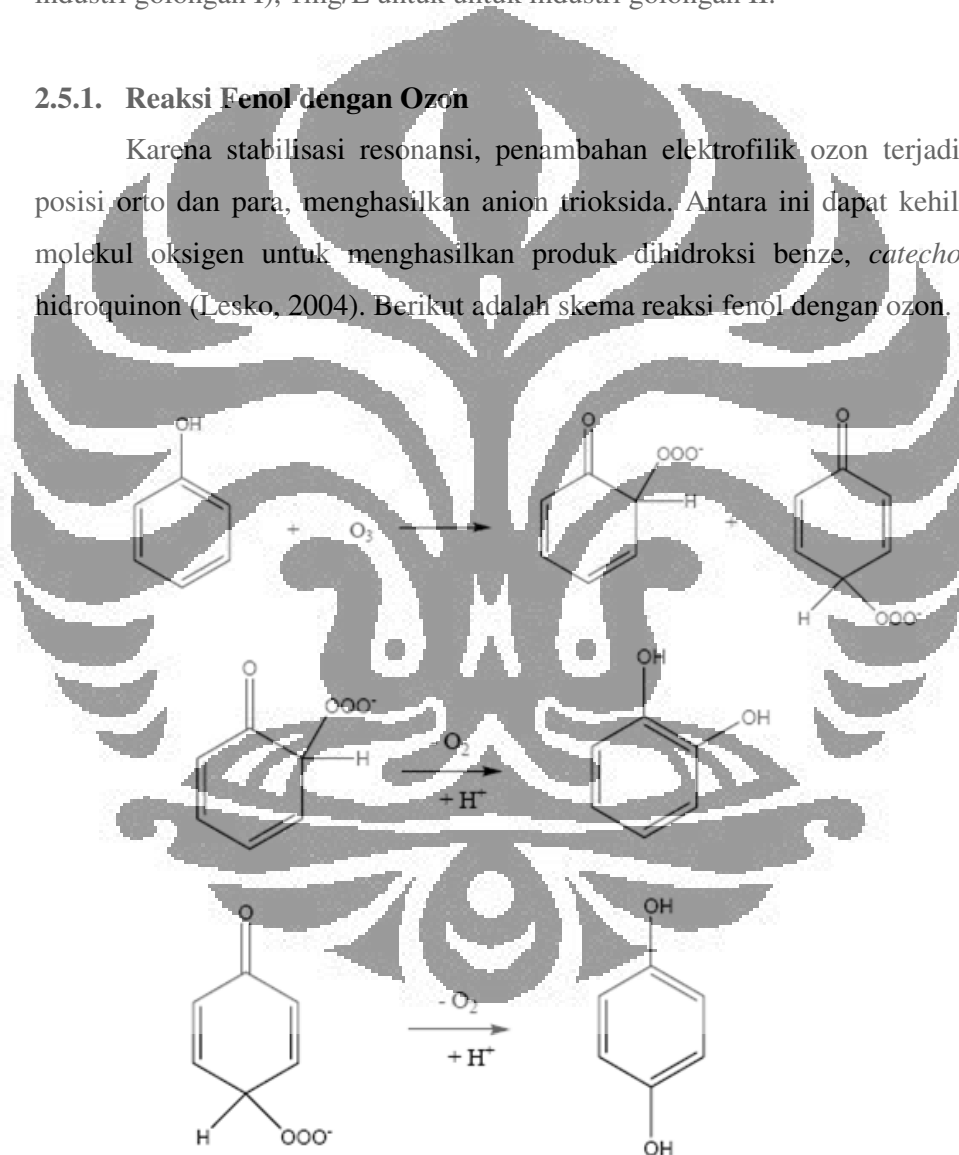 industri golongan I), 1mg/L untuk untuk industri golongan II.
2.5.1. Reaksi Fenol dengan Ozon
Karena stabilisasi resonansi, penambahan elektrofilik ozon terjadi
posisi orto dan para, menghasilkan anion trioksida. Antara ini dapat kehil
molekul oksigen untuk menghasilkan produk dihidroksi benze, catecho
hidroquinon (Lesko, 2004). Berikut adalah skema reaksi fenol dengan ozon.
OH
+ O₃
O
OOO⁻
H
+
O
H
OOO⁻
O
OOO⁻
H
O₂
+ H⁺
OH
OH
O
H
OOO⁻
- O₂
+ H⁺
OH
OH